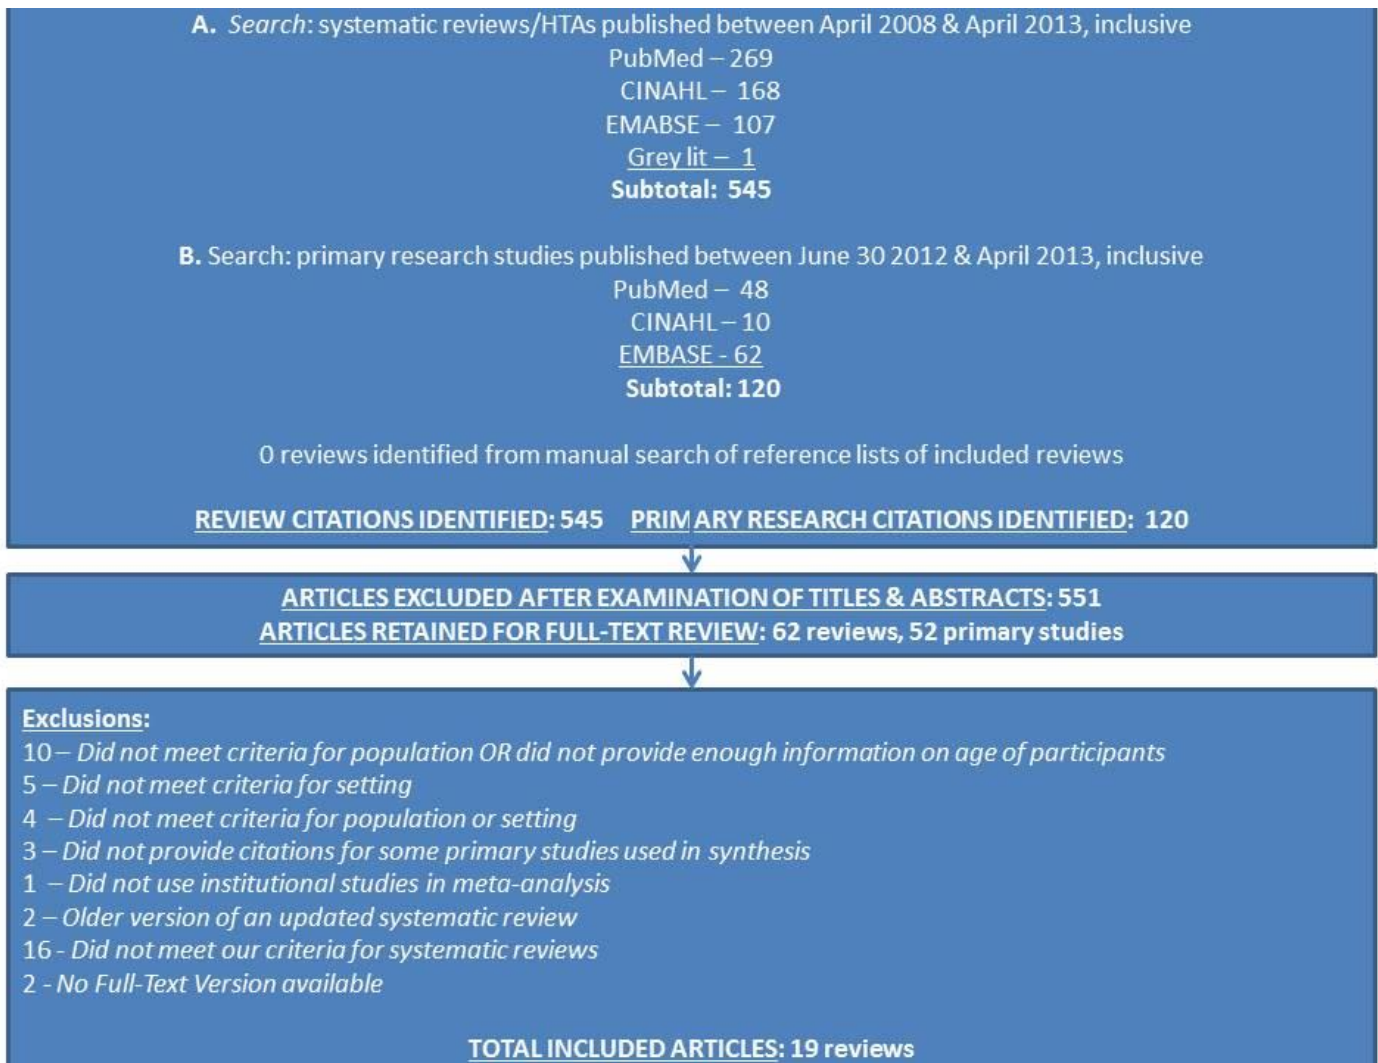 A. Search: systematic reviews/HTAs published between April 2008 & April 2013, inclusive
PubMed – 269
CINAHL – 168
EMABSE – 107
Grey lit – 1
Subtotal: 545
B. Search: primary research studies published between June 30 2012 & April 2013, inclusive
PubMed – 48
CINAHL – 10
EMBASE - 62
Subtotal: 120
0 reviews identified from manual search of reference lists of included reviews
REVIEW CITATIONS IDENTIFIED: 545 PRIMARY RESEARCH CITATIONS IDENTIFIED: 120
ARTICLES EXCLUDED AFTER EXAMINATION OF TITLES & ABSTRACTS: 551
ARTICLES RETAINED FOR FULL-TEXT REVIEW: 62 reviews, 52 primary studies
Exclusions:
10 – Did not meet criteria for population OR did not provide enough information on age of participants
5 – Did not meet criteria for setting
4 – Did not meet criteria for population or setting
3 – Did not provide citations for some primary studies used in synthesis
1 – Did not use institutional studies in meta-analysis
2 – Older version of an updated systematic review
16 - Did not meet our criteria for systematic reviews
2 - No Full-Text Version available
TOTAL INCLUDED ARTICLES: 19 reviews